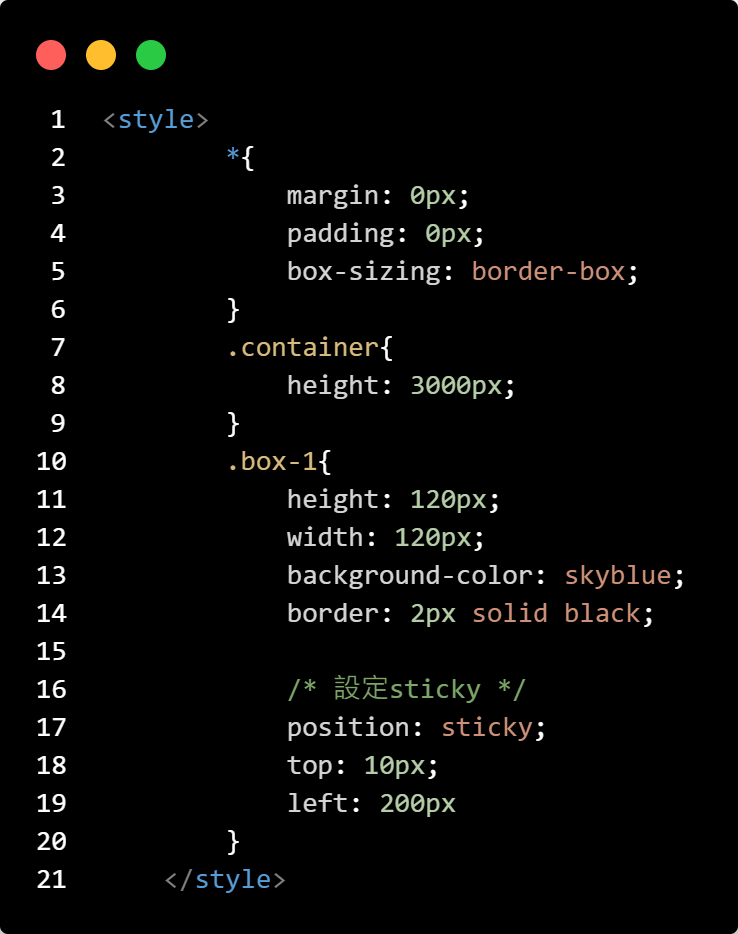 1 <style>
2 *{
3 margin: 0px;
4 padding: 0px;
5 box-sizing: border-box;
6 }
7 .container{
8 height: 3000px;
9 }
10 .box-1{
11 height: 120px;
12 width: 120px;
13 background-color: skyblue;
14 border: 2px solid black;
15
16 /* 設定sticky */
17 position: sticky;
18 top: 10px;
19 left: 200px
20 }
21 </style>